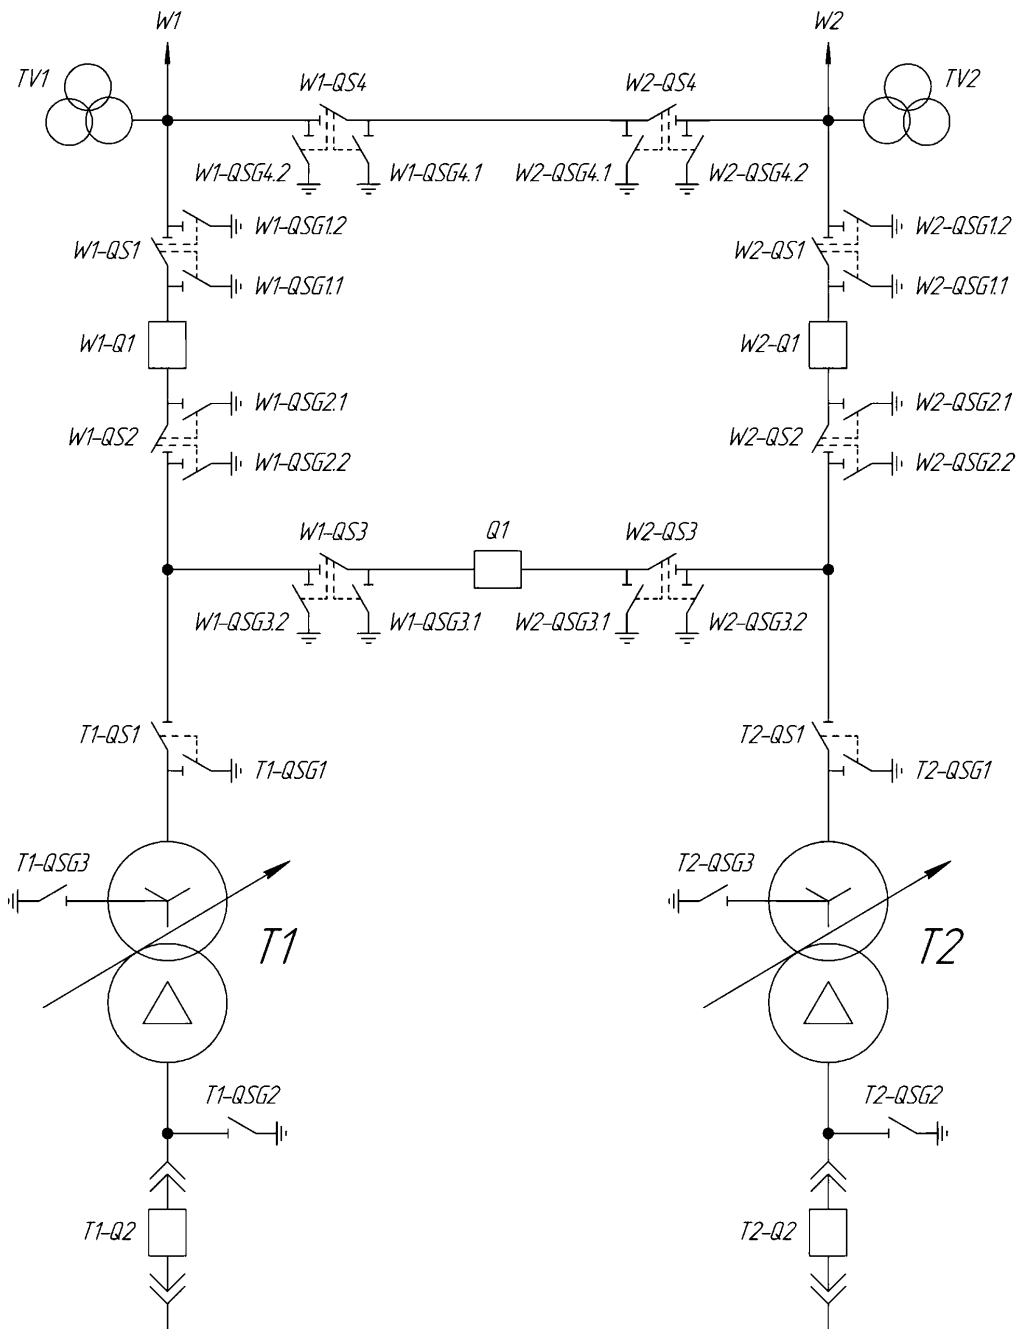 W1 W2
TV1 W1-QS4 W2-QS4 TV2
W1-QSG4.2 W1-QSG4.1 W2-QSG4.1 W2-QSG4.2
W1-QSG1.2 W2-QSG1.2
W1-QS1 W2-QS1
W1-QSG1.1 W2-QSG1.1
W1-Q1 W2-Q1
W1-QSG2.1 W2-QSG2.1
W1-QS2 W2-QS2
W1-QSG2.2 W2-QSG2.2
W1-QS3 Q1 W2-QS3
W1-QSG3.2 W1-QSG3.1 W2-QSG3.1 W2-QSG3.2
T1-QS1 T2-QS1
T1-QSG1 T2-QSG1
T1-QSG3 T2-QSG3
T1 T2
T1-QSG2 T2-QSG2
T1-Q2 T2-Q2